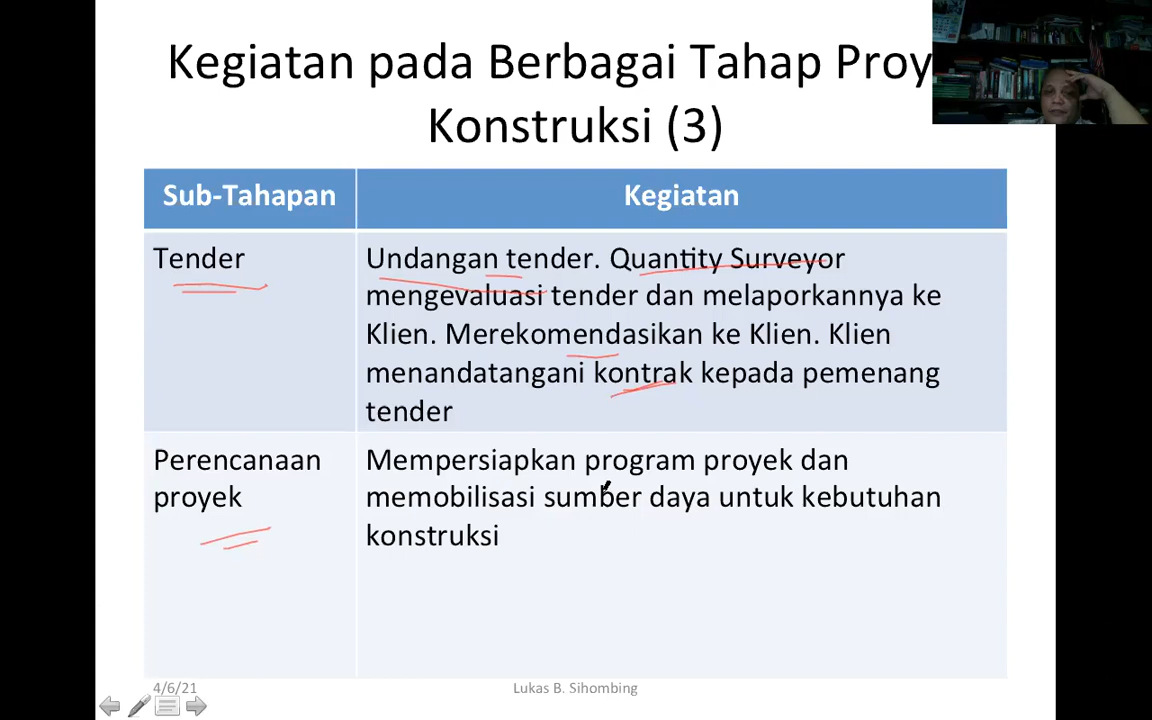 Kegiatan pada Berbagai Tahap Proy
Konstruksi (3)
Sub-Tahapan
Kegiatan
Tender
Undangan tender. Quantity Surveyor
mengevaluasi tender dan melaporkannya ke
Klien. Merekomendasikan ke Klien. Klien
menandatangani kontrak kepada pemenang
tender
Perencanaan
proyek
Mempersiapkan program proyek dan
memobilisasi sumber daya untuk kebutuhan
konstruksi
4/6/21
Lukas B. Sihombing